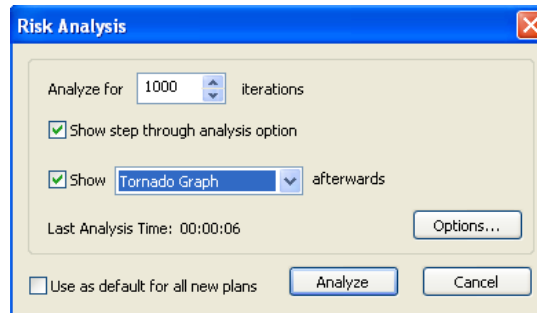 Risk Analysis
Analyze for 1000 iterations
Show step through analysis option
Show Tornado Graph afterwards
Last Analysis Time: 00:00:06 Options...
Use as default for all new plans Analyze Cancel